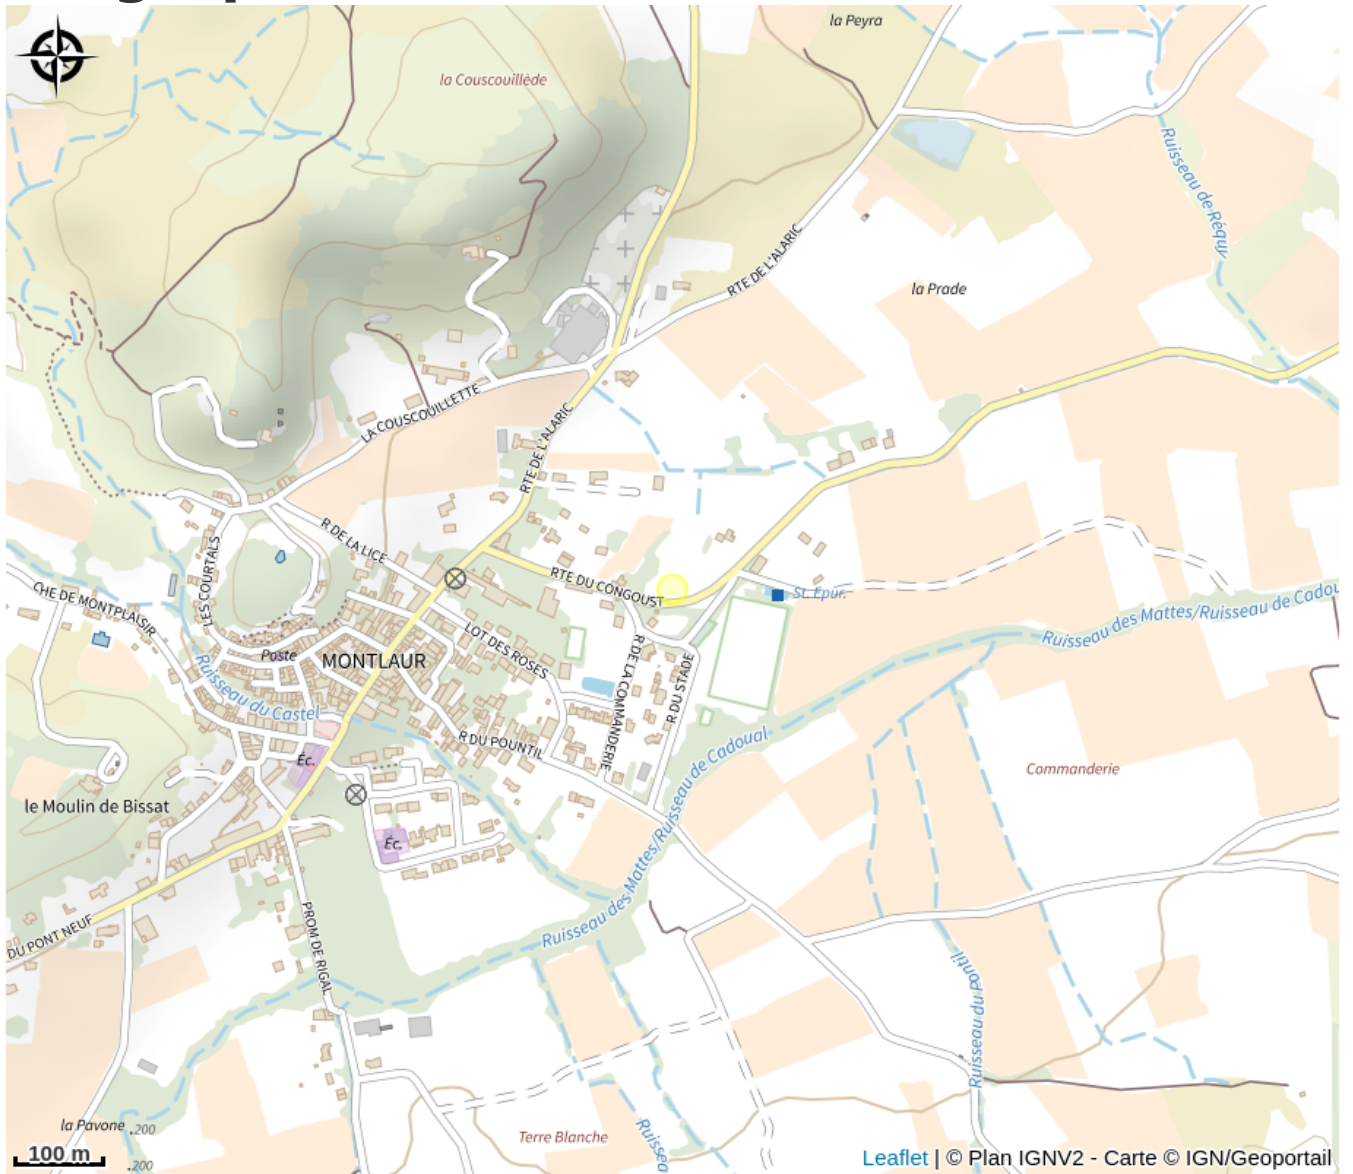 la Peyra
la Couscouillède
Ruisseau de Réquy
RTE DE L'ALARIC
la Prade
LA COUSCOUILLETTE
RTE DE L'ALARIC
R DE LA LICE
LES COURTALS
RTE DU CONGOUST
St. Epur.
CHE DE MONTPLAISIR
Ruisseau des Mattes/Ruisseau de Cadou
LOT DES ROSES
Poste
MONTLAUR
R DE LA COMMANDERIE
R DU STADE
Ruisseau du Castel
R DU POUNTIL
Éc.
Commanderie
le Moulin de Bissat
Éc.
Ruisseau des Mattes/Ruisseau de Cadoual
DU PONT NEUF
PROM DE RIGAL
Ruisseau du Pontil
la Pavone
200
Terre Blanche
Ruissea
100 m
200
Leaflet | © Plan IGNV2 - Carte © IGN/Geoportail